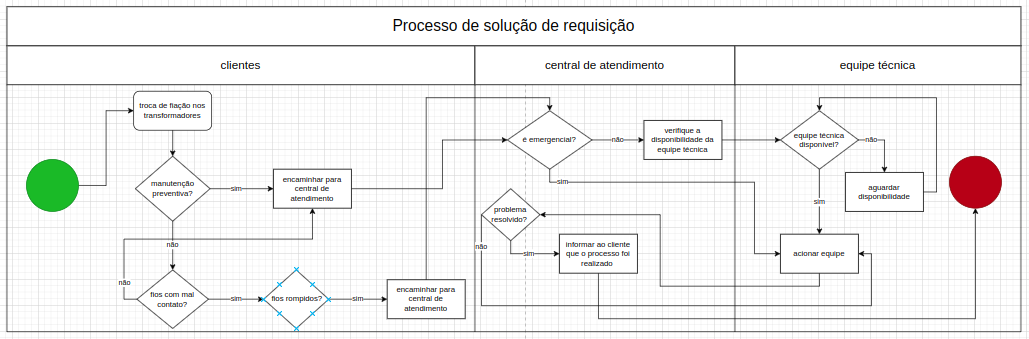 Processo de solução de requisição
clientes
central de atendimento
equipe técnica
troca de fiação nos
transformadores
manutenção
preventiva?
sim
não
encaminhar para
central de
atendimento
fios com mal
contato?
não
sim
fios rompidos?
sim
encaminhar para
central de
atendimento
é emergencial?
não
sim
verifique a
disponibilidade da
equipe técnica
problema
resolvido?
não
sim
informar ao cliente
que o processo foi
realizado
equipe técnica
disponível?
não
sim
aguardar
disponibilidade
acionar equipe